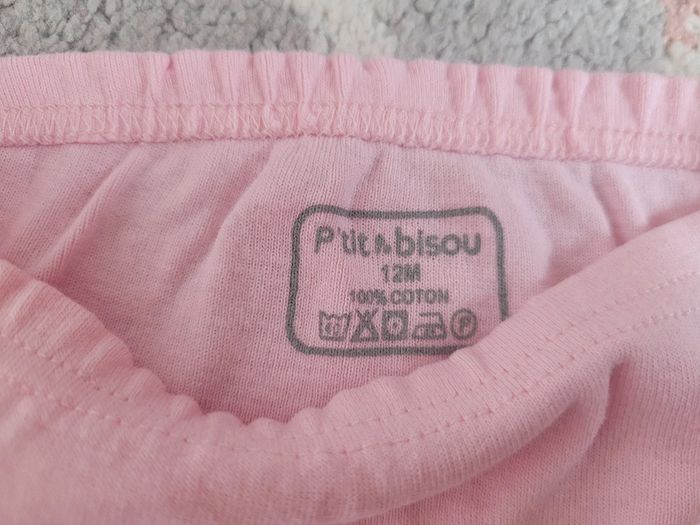 P'tit bisou
12M
100% COTON